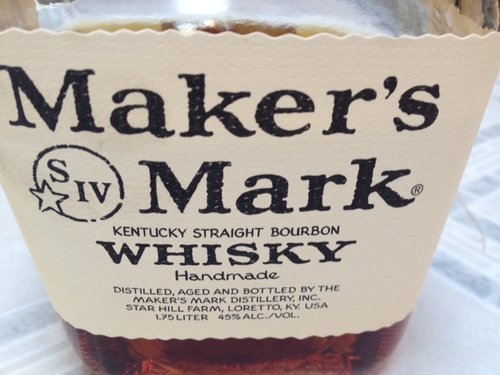 Maker's
S IV Mark®
KENTUCKY STRAIGHT BOURBON
WHISKY
Handmade
DISTILLED, AGED AND BOTTLED BY THE
MAKER'S MARK DISTILLERY, INC.
STAR HILL FARM, LORETTO, KY. USA
1.75 LITER 45% ALC./VOL.